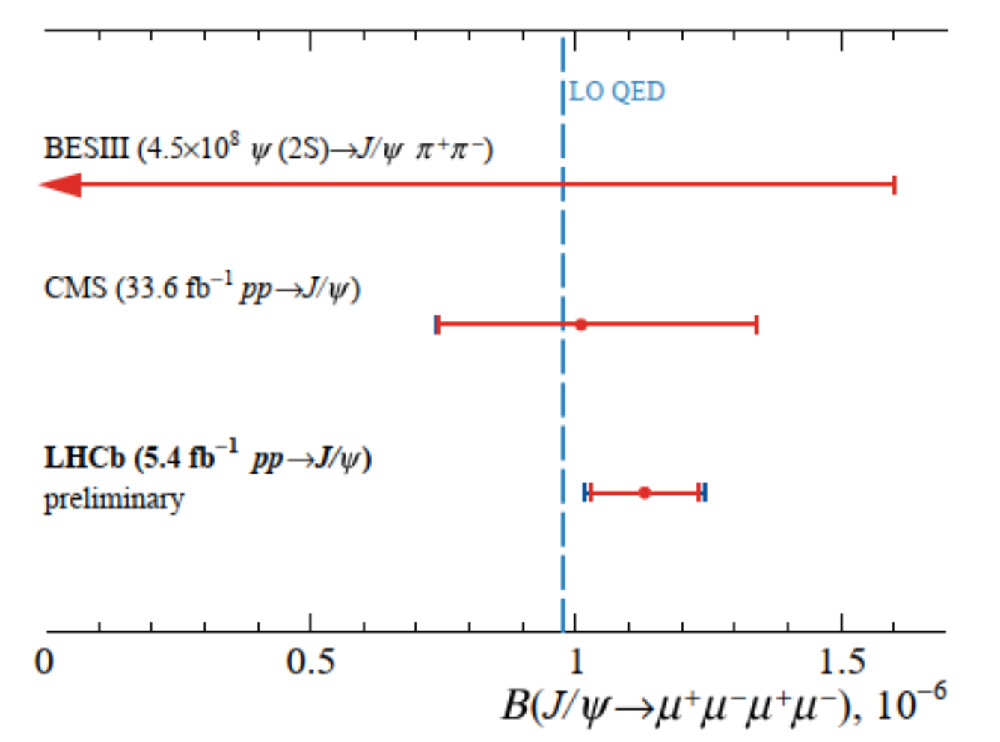 LO QED
BESIII (4.5×10⁸ ψ (2S)→J/ψ π⁺π⁻)
CMS (33.6 fb⁻¹ pp→J/ψ)
LHCb (5.4 fb⁻¹ pp→J/ψ)
preliminary
0 0.5 1 1.5
B(J/ψ→μ⁺μ⁻μ⁺μ⁻), 10⁻⁶